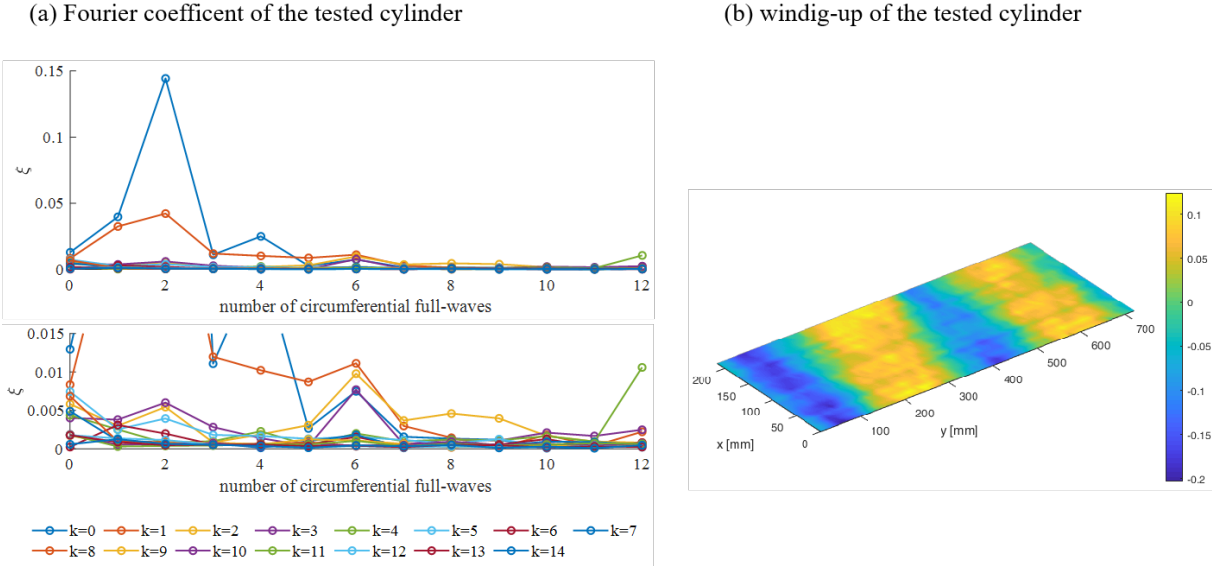 (a) Fourier coefficent of the tested cylinder
(b) windig-up of the tested cylinder
0.15
0.1
0.05
0
ξ
0 2 4 6 8 10 12
number of circumferential full-waves
0.015
0.01
0.005
0
ξ
0 2 4 6 8 10 12
number of circumferential full-waves
k=0 k=1 k=2 k=3 k=4 k=5 k=6 k=7
k=8 k=9 k=10 k=11 k=12 k=13 k=14
200
150
100
50
0
x [mm]
100
200
300
400
500
600
700
y [mm]
0.1
0.05
0
-0.05
-0.1
-0.15
-0.2